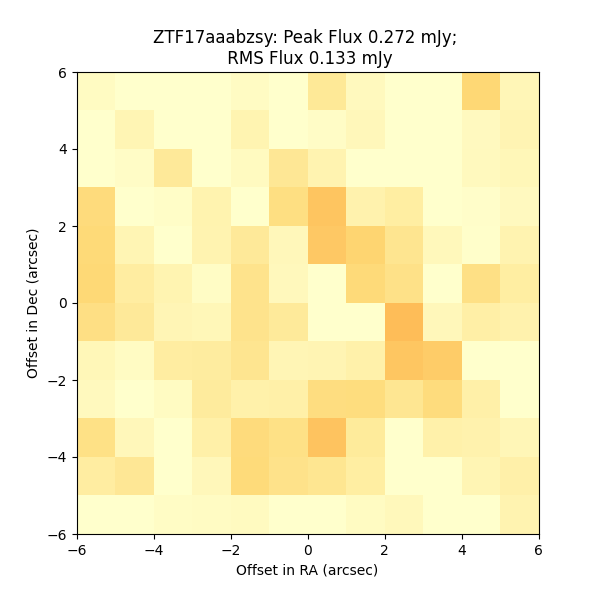 ZTF17aaabzsy: Peak Flux 0.272 mJy;
RMS Flux 0.133 mJy
6
4
2
0
−2
−4
−6
Offset in Dec (arcsec)
−6 −4 −2 0 2 4 6
Offset in RA (arcsec)